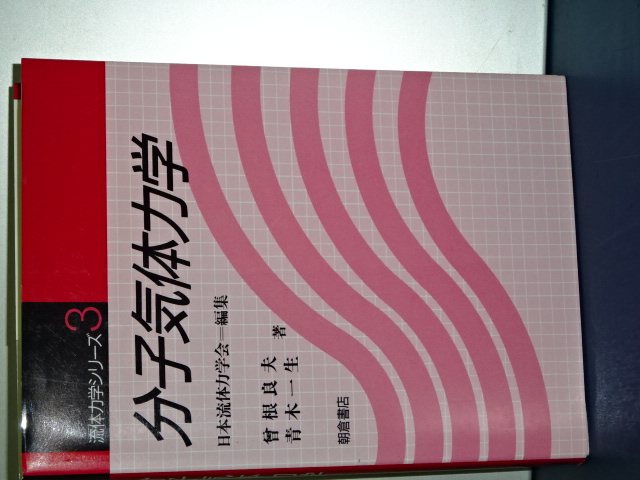 流体力学シリーズ 3
分子気体力学
日本流体力学会＝編集
曾根良夫
青木一生
著
朝倉書店